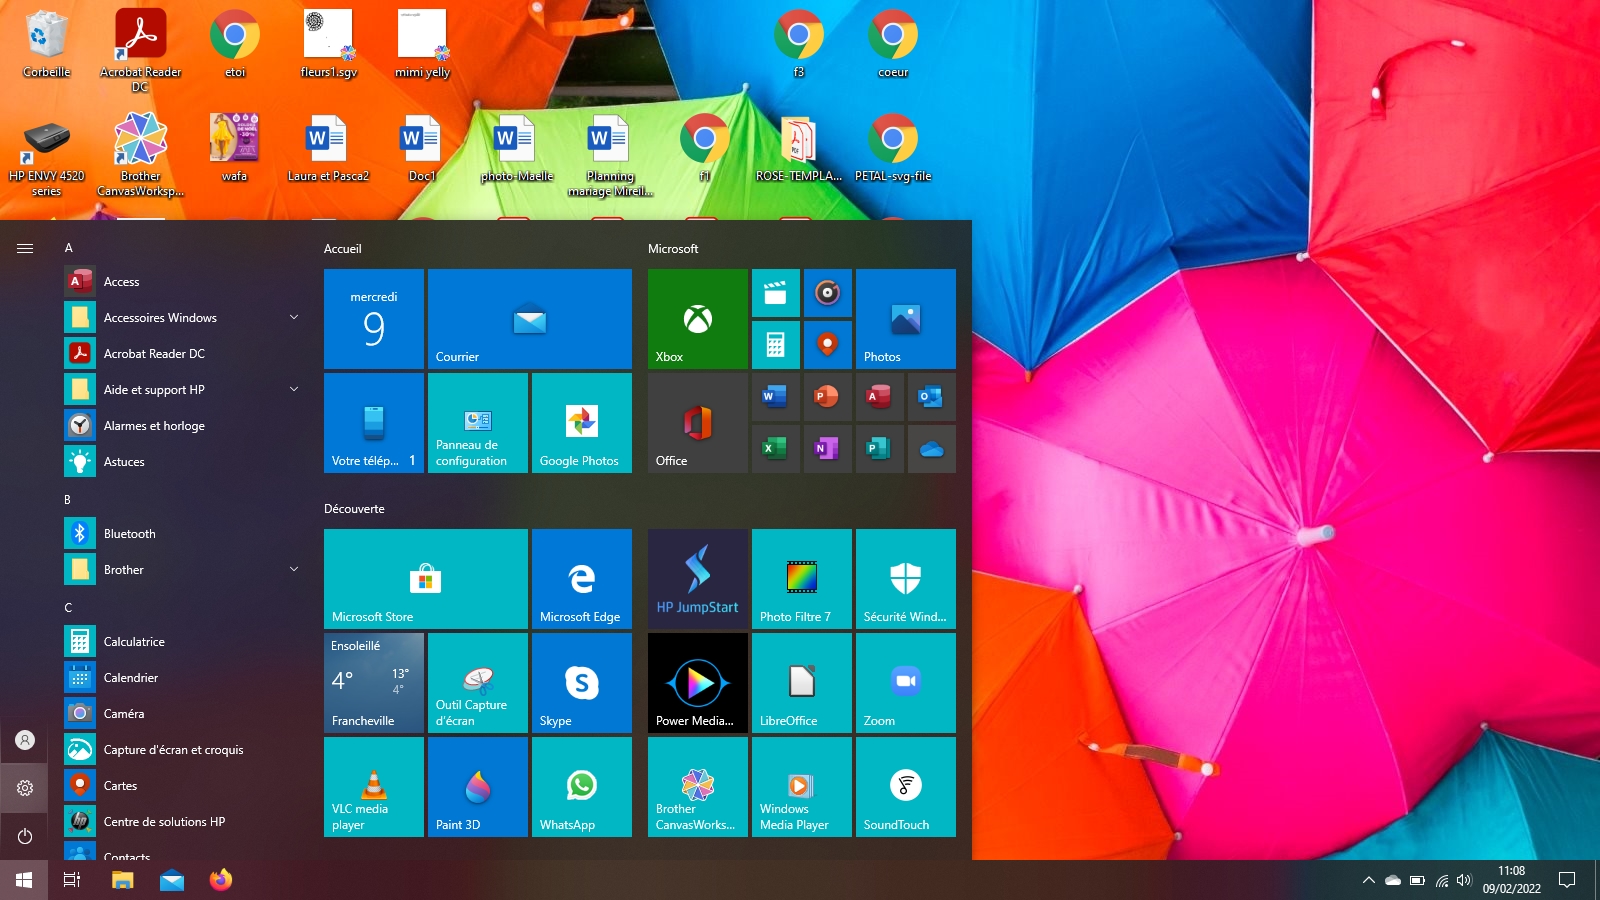 Corbeille
Acrobat Reader
DC
etoi
fleurs1.sgv
mimi yelly
f3
coeur
HP ENVY 4520
series
Brother
CanvasWorksp...
wafa
Laura et Pasca2
Doc1
photo-Maelle
Planning
mariage Mireil...
f1
ROSE-TEMPLA...
PETAL-svg-file
A
Access
Accessoires Windows
Acrobat Reader DC
Aide et support HP
Alarmes et horloge
Astuces
B
Bluetooth
Brother
C
Calculatrice
Calendrier
Caméra
Capture d'écran et croquis
Cartes
Centre de solutions HP
Contacts
Accueil
mercredi
9
Courrier
Votre télép... 1
Panneau de
configuration
Google Photos
Microsoft
Xbox
Photos
Office
Découverte
Microsoft Store
Microsoft Edge
HP JumpStart
Photo Filtre 7
Sécurité Wind...
Ensoleillé
4° 13°
4°
Francheville
Outil Capture
d'écran
Skype
Power Media...
LibreOffice
Zoom
VLC media
player
Paint 3D
WhatsApp
Brother
CanvasWorks...
Windows
Media Player
SoundTouch
11:08
09/02/2022